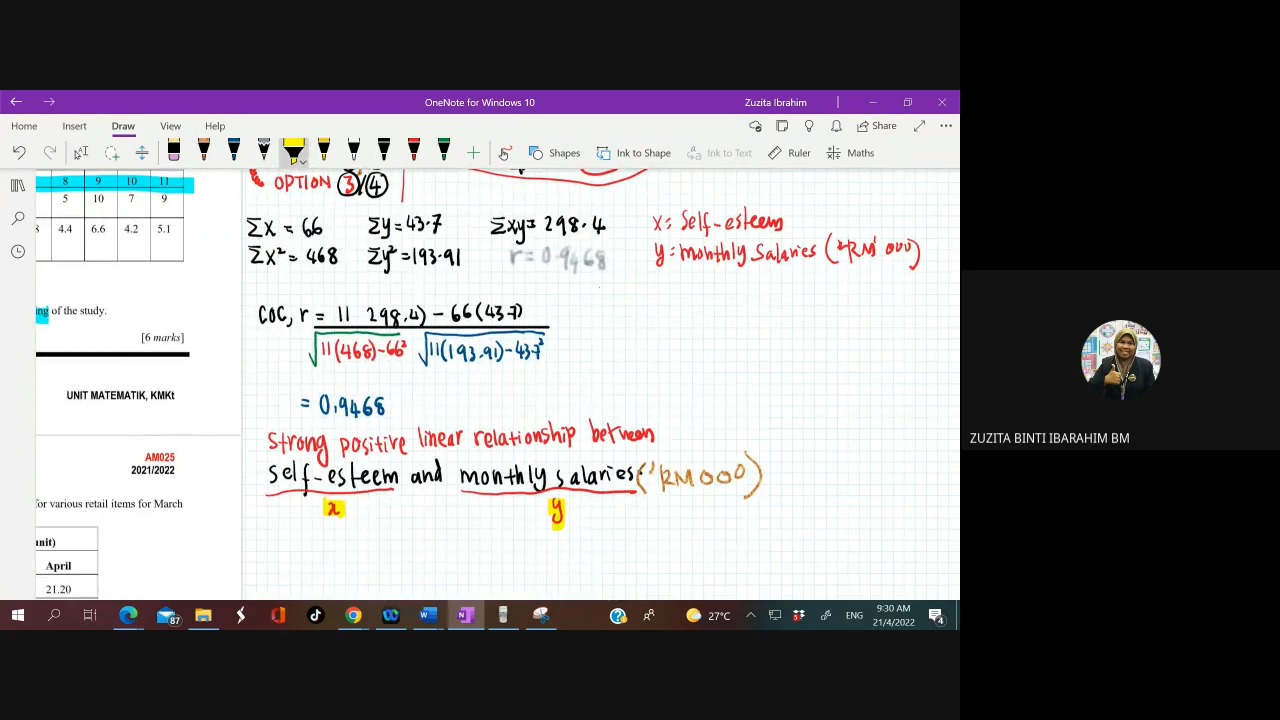 OneNote for Windows 10
Zuzita Ibrahim
Home Insert Draw View Help
Share
Shapes
Ink to Shape
Ink to Text
Ruler
Maths
8 9 10 11
5 10 7 9
8 4.4 6.6 4.2 5.1
ing of the study.
[6 marks]
UNIT MATEMATIK, KMKt
AM025
2021/2022
for various retail items for March
unit)
April
21.20
OPTION 3/4
Σx = 66 Σy = 43.7 Σxy = 298.4
Σx² = 468 Σy² = 193.91 r = 0.9468
x : Self-esteem
y : monthly salaries ('RM'000)
COC, r = 11 298.4) - 66(43.7)
√11(468)-66² √11(193.91)-43.7²
= 0.9468
Strong positive linear relationship between
self-esteem and monthly salaries ('RM000)
x y
ZUZITA BINTI IBARAHIM BM
87
27°C
ENG
9:30 AM
21/4/2022
4